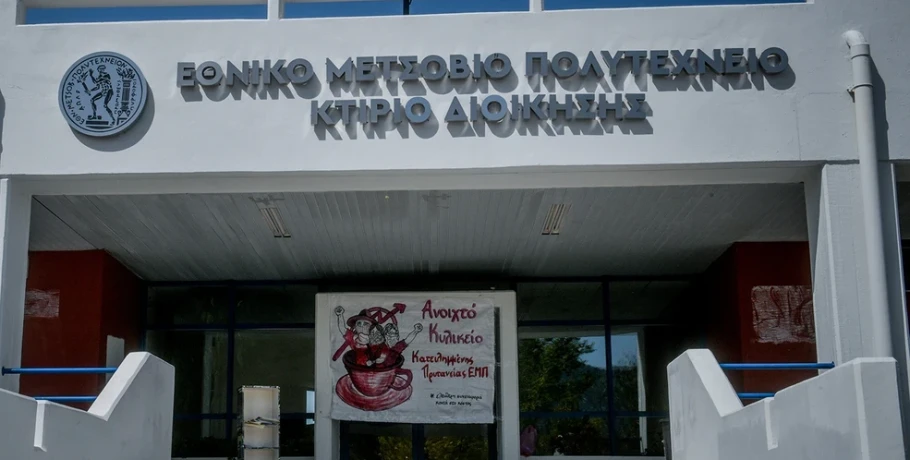 ΕΘΝΙΚΟ ΜΕΤΣΟΒΙΟ ΠΟΛΥΤΕΧΝΕΙΟ
ΚΤΙΡΙΟ ΔΙΟΙΚΗΣΗΣ
Ανοιχτό
Κυλικείο
Κατειλημμένης
Πρυτανείας ΕΜΠ